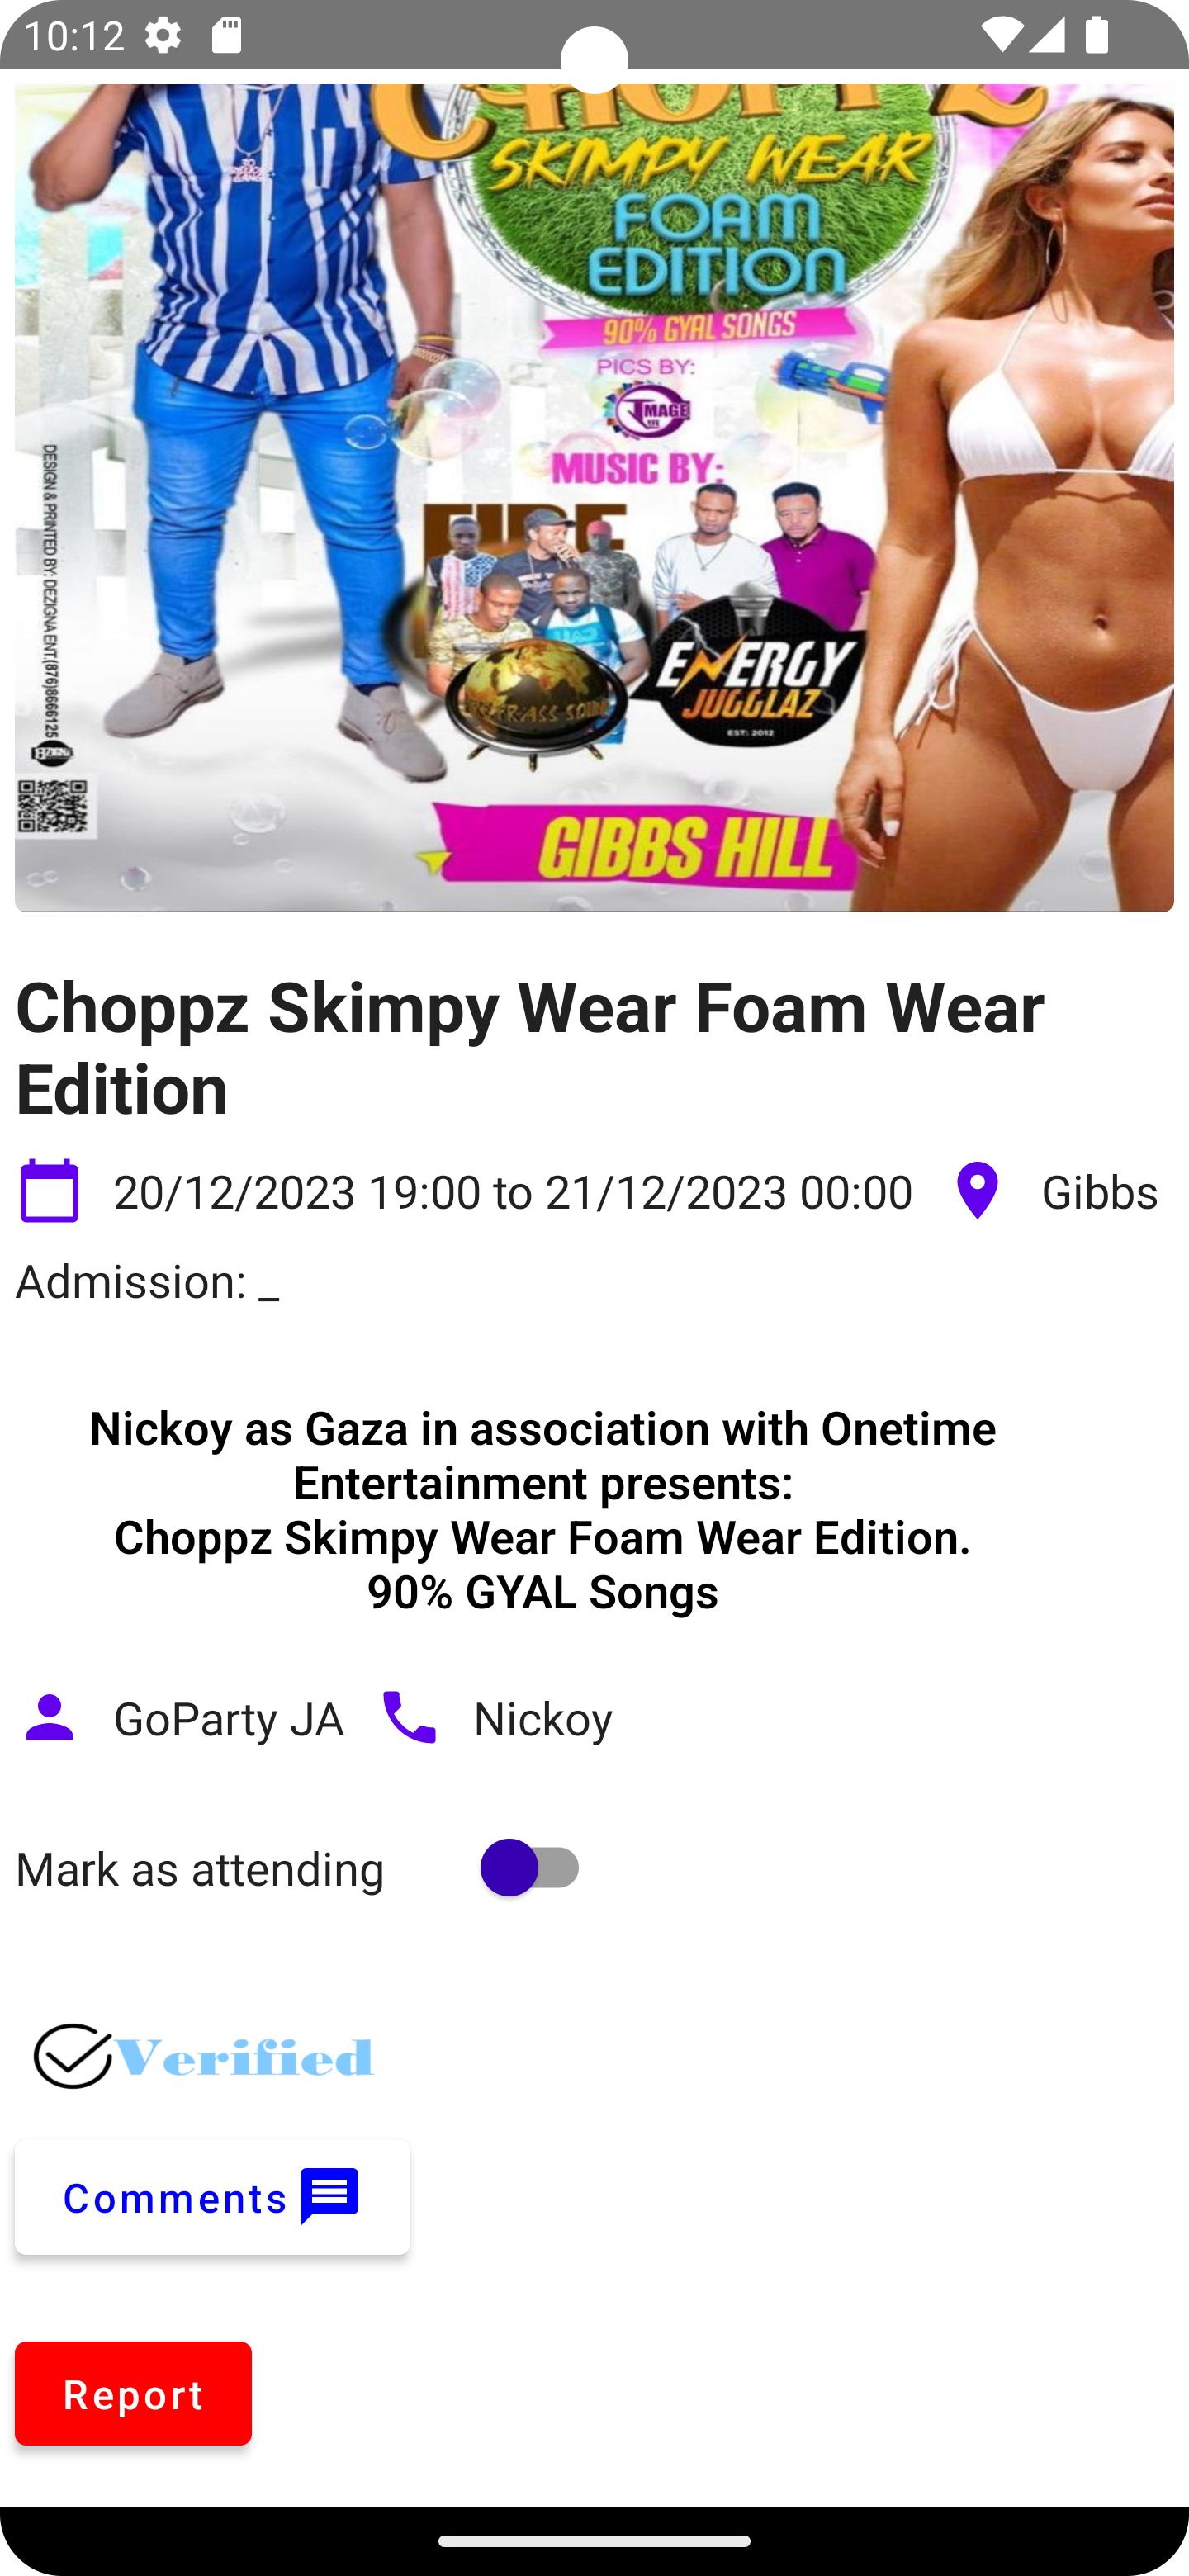 10:12
CHOPPZ
SKIMPY WEAR
FOAM
EDITION
90% GYAL SONGS
PICS BY:
IMAGE
MUSIC BY:
FIRE
ENERGY
JUGGLAZ
EST: 2012
DESIGN & PRINTED BY: DEZIGNA ENT.(876)8666125
GIBBS HILL
Choppz Skimpy Wear Foam Wear
Edition
20/12/2023 19:00 to 21/12/2023 00:00
Gibbs
Admission: _
Nickoy as Gaza in association with Onetime
Entertainment presents:
Choppz Skimpy Wear Foam Wear Edition.
90% GYAL Songs
GoParty JA
Nickoy
Mark as attending
Verified
Comments
Report